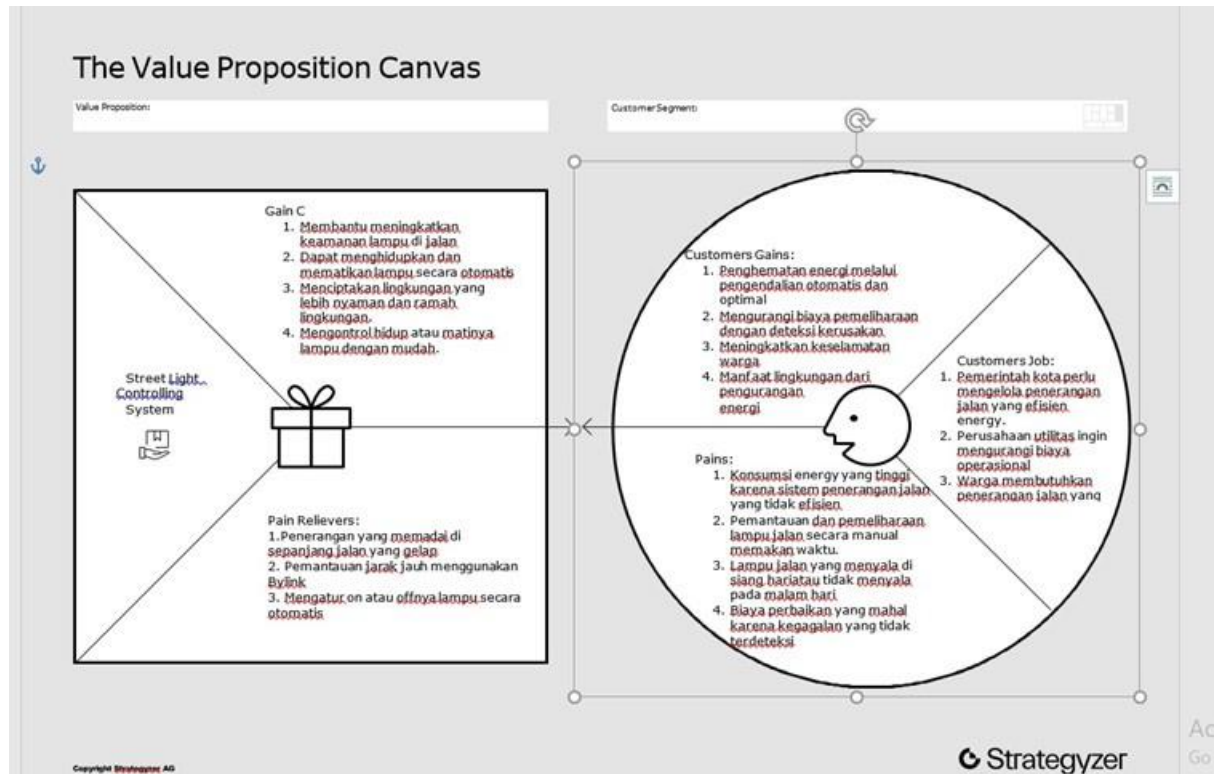 The Value Proposition Canvas
Value Proposition:
Customer Segment:
Gain C
1. Membantu meningkatkan
keamanan lampu di jalan
2. Dapat menghidupkan dan
mematikan lampu secara otomatis
3. Menciptakan lingkungan yang
lebih nyaman dan ramah
lingkungan.
4. Mengontrol hidup atau matinya
lampu dengan mudah.
Street Light
Controlling
System
Pain Relievers:
1.Penerangan yang memadai di
sepanjang jalan yang gelap
2. Pemantauan jarak jauh menggunakan
Bylink
3. Mengatur on atau offnya lampu secara
otomatis
Customers Gains:
1. Penghematan energi melalui
pengendalian otomatis dan
optimal
2. Mengurangi biaya pemeliharaan
dengan deteksi kerusakan
3. Meningkatkan keselamatan
warga
4. Manfaat lingkungan dari
pengurangan
energi
Customers Job:
1. Pemerintah kota perlu
mengelola penerangan
jalan yang efisien
energy.
2. Perusahaan utilitas ingin
mengurangi biaya
operasional
3. Warga membutuhkan
penerangan jalan yang
Pains:
1. Konsumsi energy yang tinggi
karena sistem penerangan jalan
yang tidak efisien
2. Pemantauan dan pemeliharaan
lampu jalan secara manual
memakan waktu.
3. Lampu jalan yang menyala di
siang hariatau tidak menyala
pada malam hari
4. Biaya perbaikan yang mahal
karena kegagalan yang tidak
terdeteksi
Copyright Strategyzer AG
Strategyzer
Ac
Go